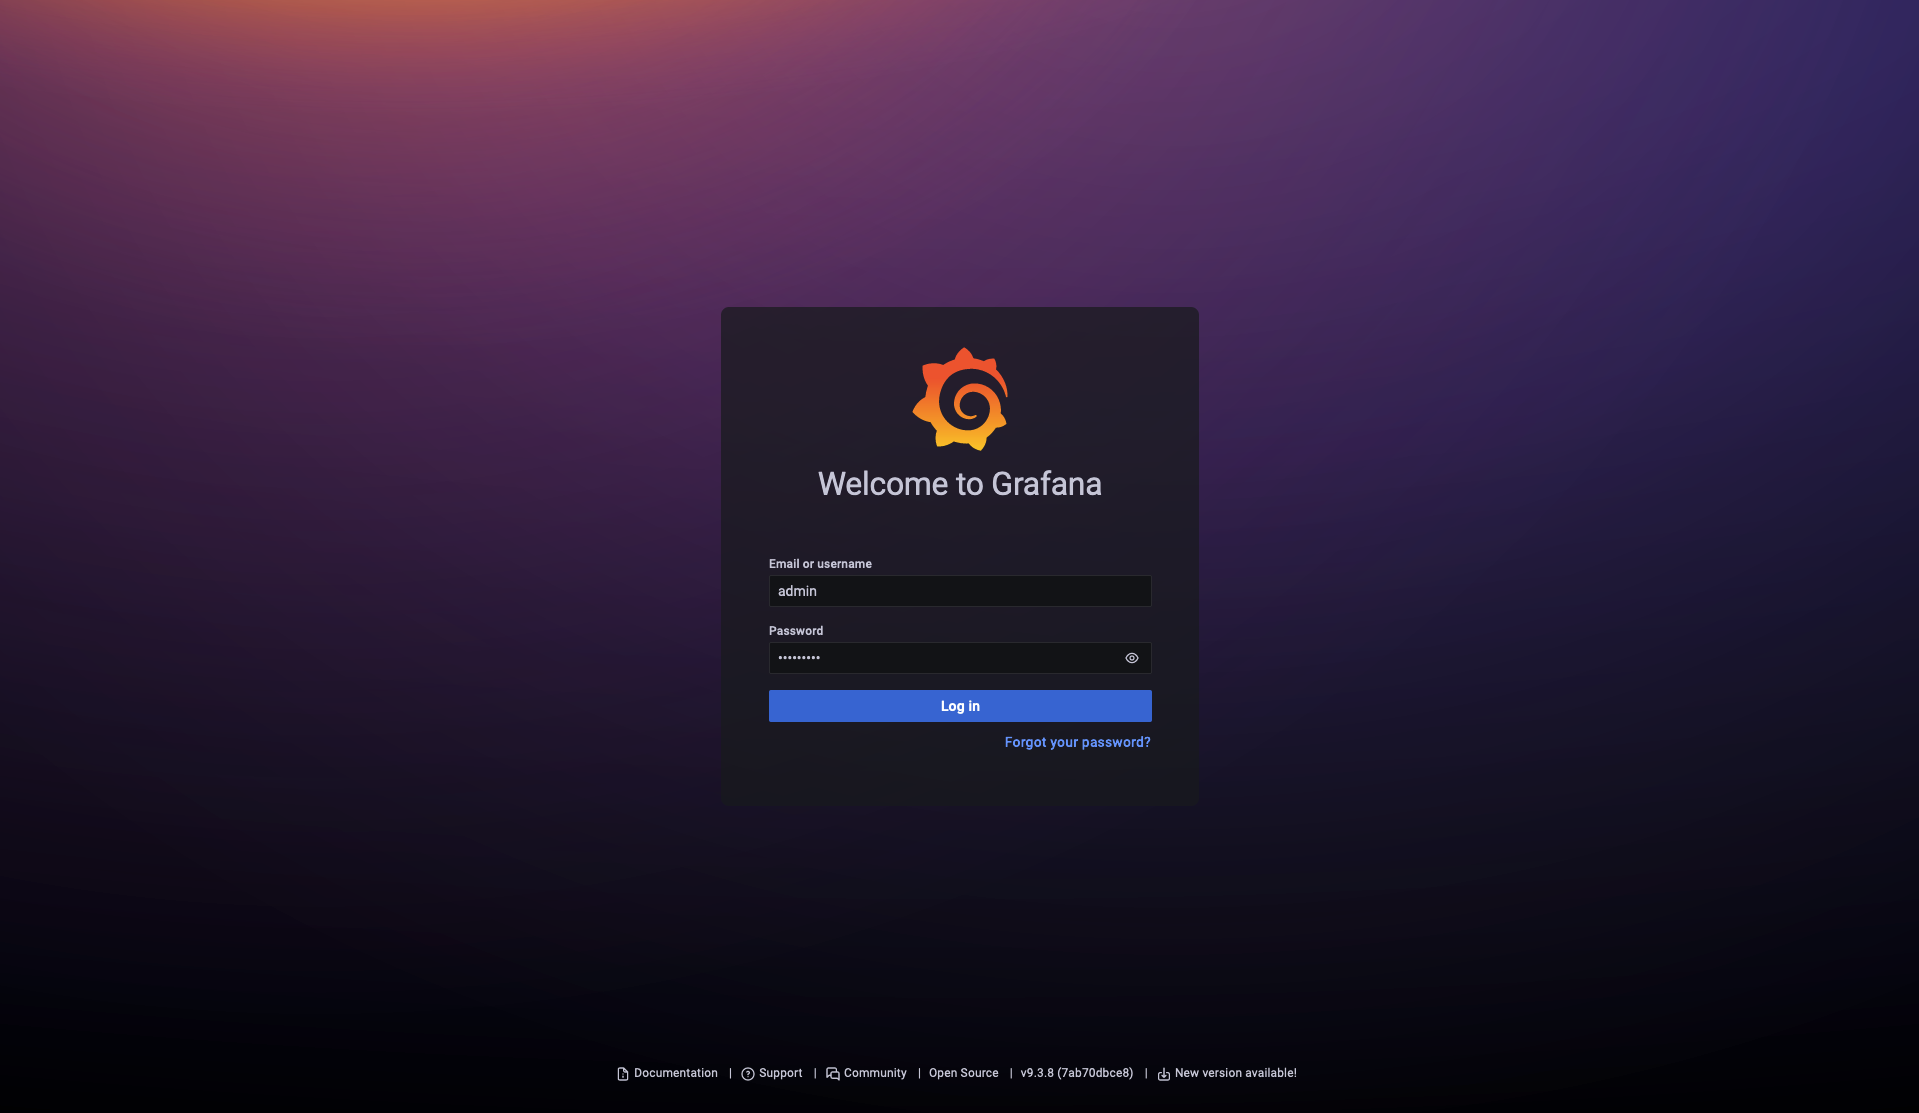 Welcome to Grafana
Email or username
admin
Password
•••••••••
Log in
Forgot your password?
Documentation | Support | Community | Open Source | v9.3.8 (7ab70dbce8) | New version available!